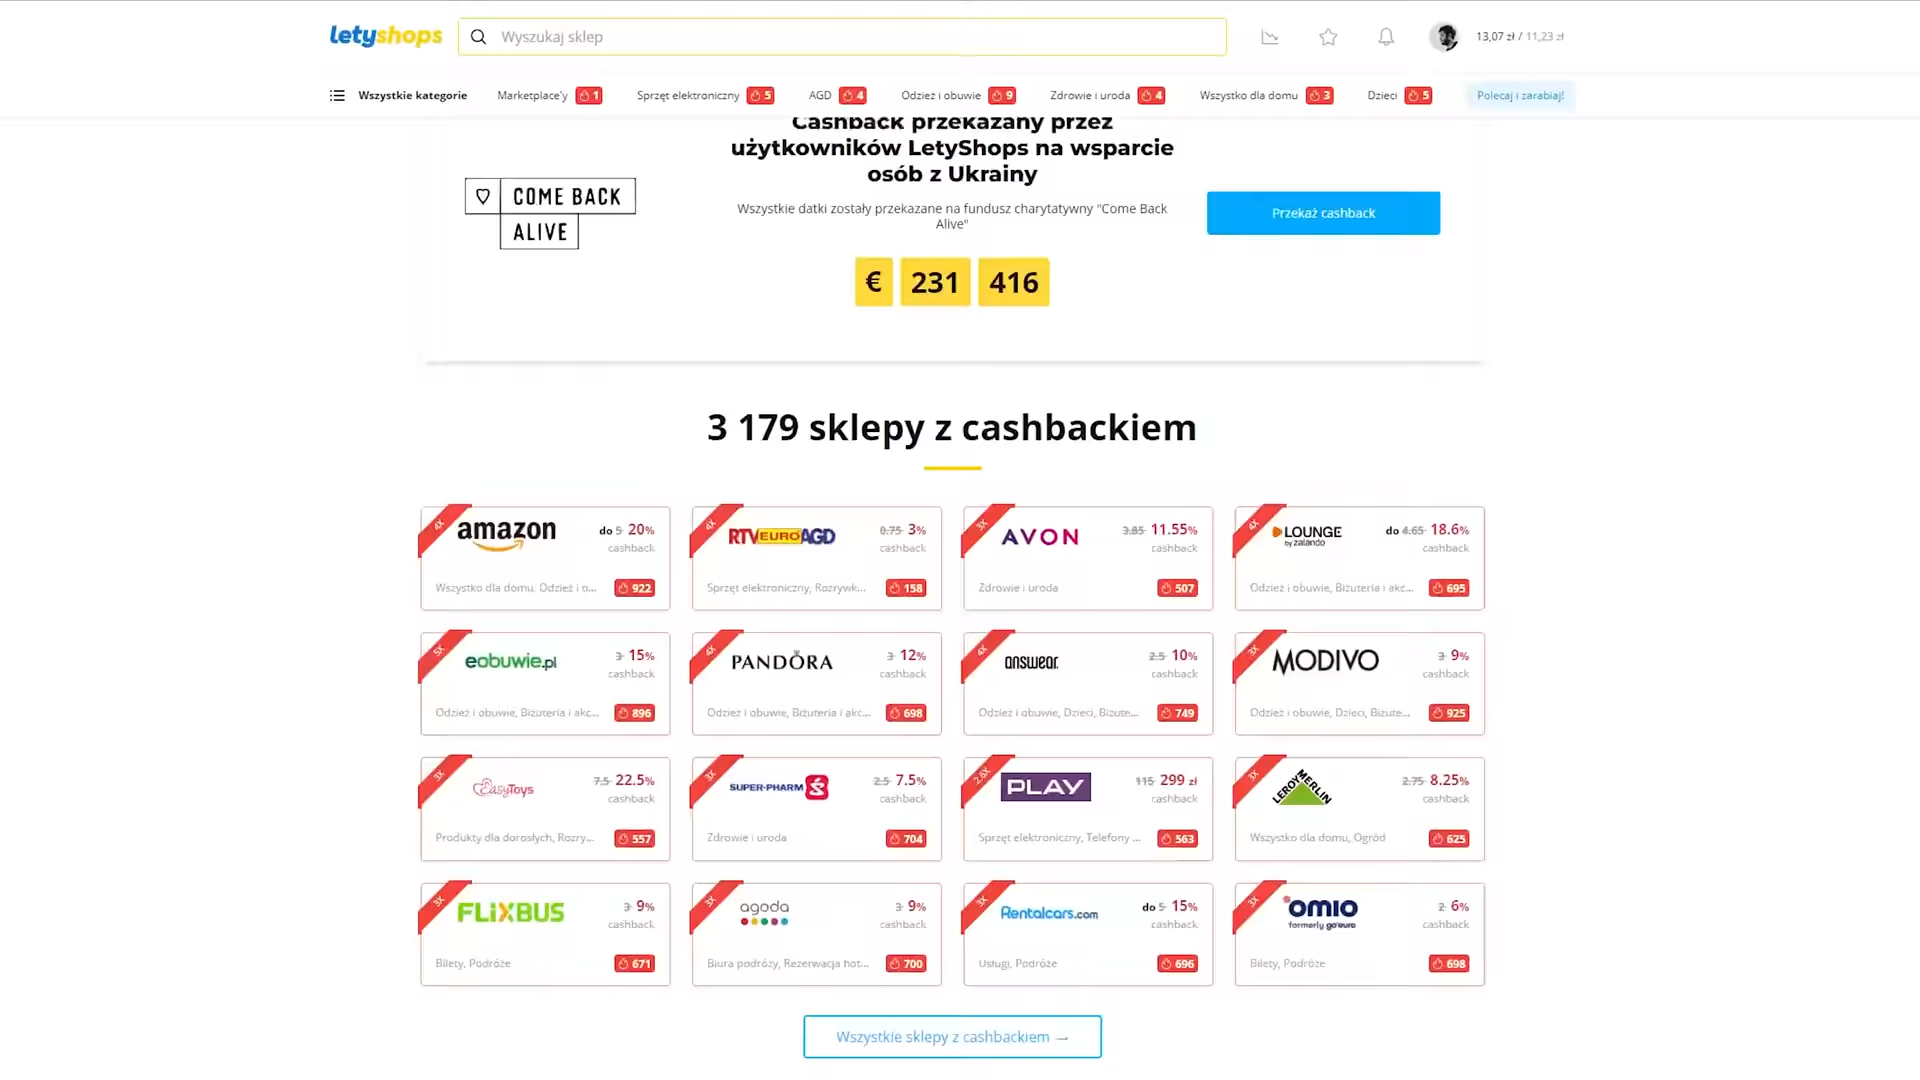 letyshops
Wyszukaj sklep
13,07 zł / 11,23 zł
Wszystkie kategorie
Marketplace'y 1
Sprzęt elektroniczny 5
AGD 4
Odzież i obuwie 9
Zdrowie i uroda 4
Wszystko dla domu 3
Dzieci 5
Polecaj i zarabiaj!
Cashback przekazany przez
użytkowników LetyShops na wsparcie
osób z Ukrainy
COME BACK
ALIVE
Wszystkie datki zostały przekazane na fundusz charytatywny "Come Back
Alive"
Przekaż cashback
€ 231 416
3 179 sklepy z cashbackiem
4X
amazon
do 5 20%
cashback
Wszystko dla domu, Odzież i o...
922
4X
RTV EURO AGD
0.75 3%
cashback
Sprzęt elektroniczny, Rozrywk...
158
3X
AVON
3.85 11.55%
cashback
Zdrowie i uroda
507
4X
LOUNGE
by zalando
do 4.65 18.6%
cashback
Odzież i obuwie, Biżuteria i akc...
695
5X
eobuwie.pl
3 15%
cashback
Odzież i obuwie, Biżuteria i akc...
896
4X
PANDORA
3 12%
cashback
Odzież i obuwie, Biżuteria i akc...
698
4X
answear.
2.5 10%
cashback
Odzież i obuwie, Dzieci, Biżute...
749
3X
MODIVO
3 9%
cashback
Odzież i obuwie, Dzieci, Biżute...
925
3X
EasyToys
7.5 22.5%
cashback
Produkty dla dorosłych, Rozry...
557
3X
SUPER-PHARM
2.5 7.5%
cashback
Zdrowie i uroda
704
2.6X
PLAY
115 299 zł
cashback
Sprzęt elektroniczny, Telefony ...
563
3X
LEROY MERLIN
2.75 8.25%
cashback
Wszystko dla domu, Ogród
625
3X
FLiXBUS
3 9%
cashback
Bilety, Podróże
671
3X
agoda
3 9%
cashback
Biura podróży, Rezerwacja hot...
700
3X
Rentalcars.com
do 5 15%
cashback
Usługi, Podróże
696
3X
omio
formerly goeuro
2 6%
cashback
Bilety, Podróże
698
Wszystkie sklepy z cashbackiem →